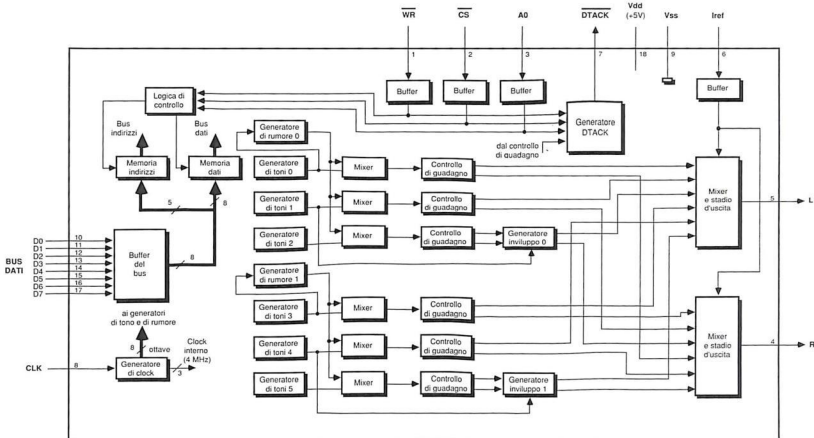 WR CS A0 DTACK Vdd (+5V) Vss Iref
1 2 3 7 18 9 6
Buffer
Buffer
Buffer
Buffer
Logica di controllo
Generatore DTACK
dal controllo di guadagno
Bus indirizzi
Bus dati
Memoria indirizzi
Memoria dati
5
8
Generatore di rumore 0
Generatore di toni 0
Mixer
Controllo di guadagno
Generatore di toni 1
Mixer
Controllo di guadagno
Generatore di toni 2
Mixer
Controllo di guadagno
Generatore inviluppo 0
Mixer e stadio d'uscita
5
L
BUS DATI
D0 10
D1 11
D2 12
D3 13
D4 14
D5 15
D6 16
D7 17
Buffer del bus
8
ai generatori di tono e di rumore
8
ottave
Clock interno (4 MHz)
CLK
8
Generatore di clock
3
Generatore di rumore 1
Generatore di toni 3
Mixer
Controllo di guadagno
Generatore di toni 4
Mixer
Controllo di guadagno
Generatore di toni 5
Mixer
Controllo di guadagno
Generatore inviluppo 1
Mixer e stadio d'uscita
4
R